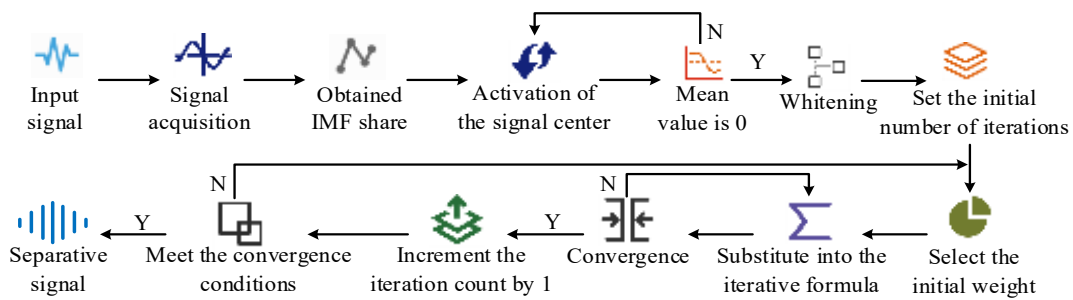 N
Y
Input
signal
Signal
acquisition
Obtained
IMF share
Activation of
the signal center
Mean
value is 0
Whitening
Set the initial
number of iterations
N
N
Y
Y
Separative
signal
Meet the convergence
conditions
Increment the
iteration count by 1
Convergence
Substitute into the
iterative formula
Select the
initial weight